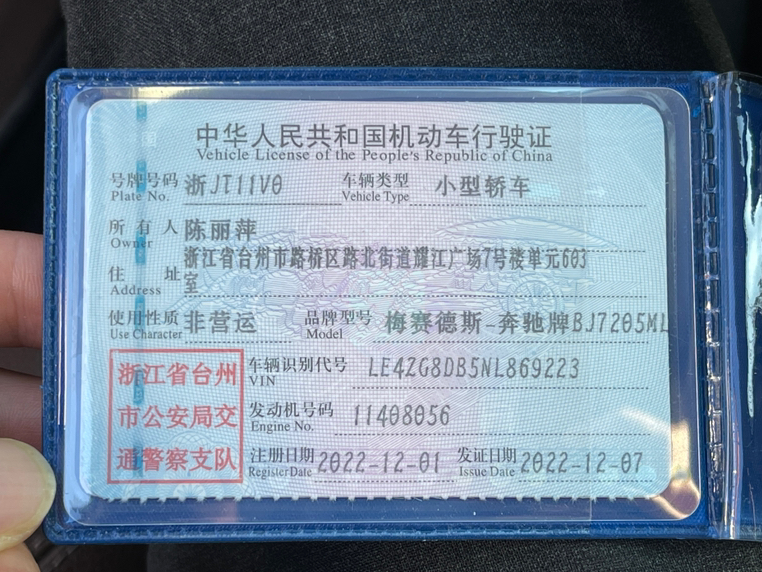 中华人民共和国机动车行驶证
Vehicle License of the People's Republic of China
号牌号码 浙JT11V0 车辆类型 小型轿车
Plate No. Vehicle Type
所有人 陈丽萍
Owner
浙江省台州市路桥区路北街道耀江广场7号楼单元603
住址 室
Address
使用性质 非营运 品牌型号 梅赛德斯-奔驰牌BJ7205ML
Use Character Model
浙江省台州
市公安局交
通警察支队
车辆识别代号 LE4ZG8DB5NL869223
VIN
发动机号码 11408056
Engine No.
注册日期 2022-12-01 发证日期 2022-12-07
Register Date Issue Date